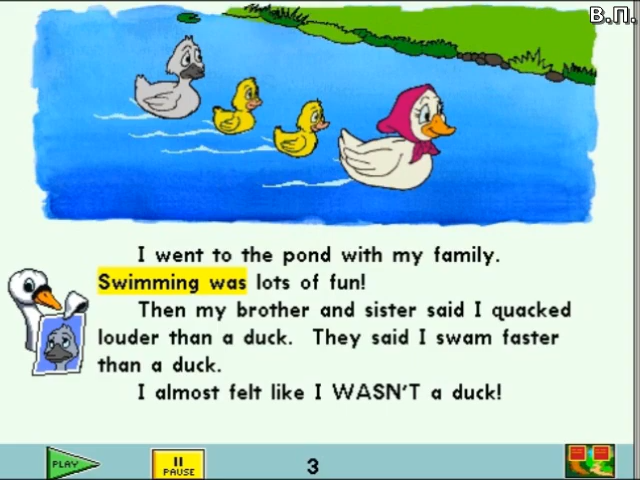 В.П.
I went to the pond with my family.
Swimming was lots of fun!
Then my brother and sister said I quacked
louder than a duck. They said I swam faster
than a duck.
I almost felt like I WASN'T a duck!
PLAY
PAUSE
3